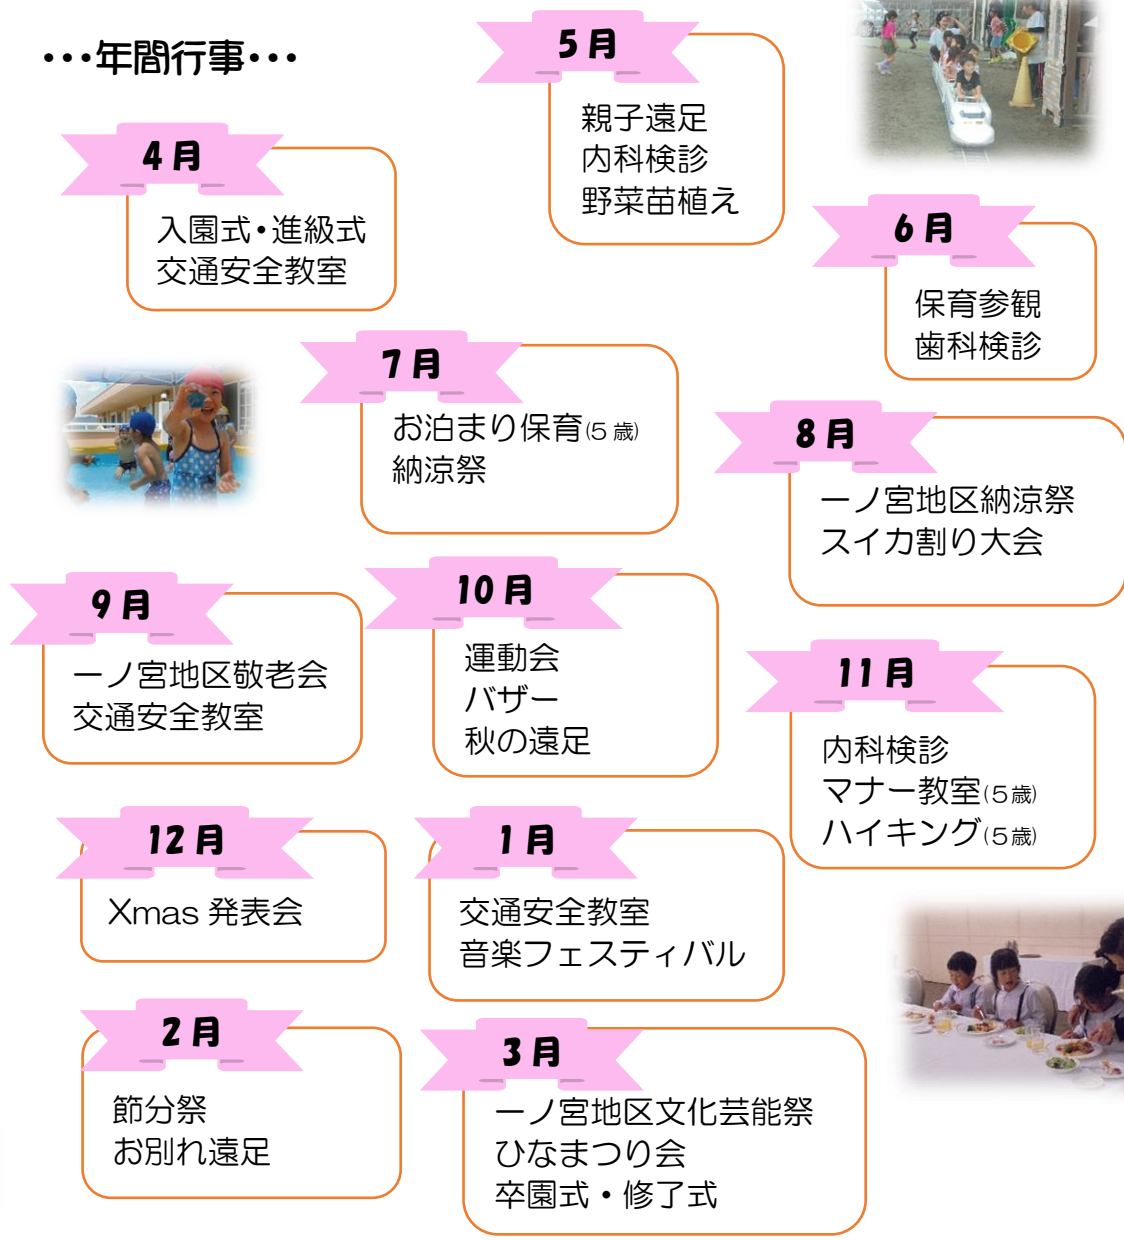 ･･･年間行事･･･
4月
入園式・進級式
交通安全教室
5月
親子遠足
内科検診
野菜苗植え
6月
保育参観
歯科検診
7月
お泊まり保育(5歳)
納涼祭
8月
一ノ宮地区納涼祭
スイカ割り大会
9月
一ノ宮地区敬老会
交通安全教室
10月
運動会
バザー
秋の遠足
11月
内科検診
マナー教室(5歳)
ハイキング(5歳)
12月
Xmas 発表会
1月
交通安全教室
音楽フェスティバル
2月
節分祭
お別れ遠足
3月
一ノ宮地区文化芸能祭
ひなまつり会
卒園式・修了式